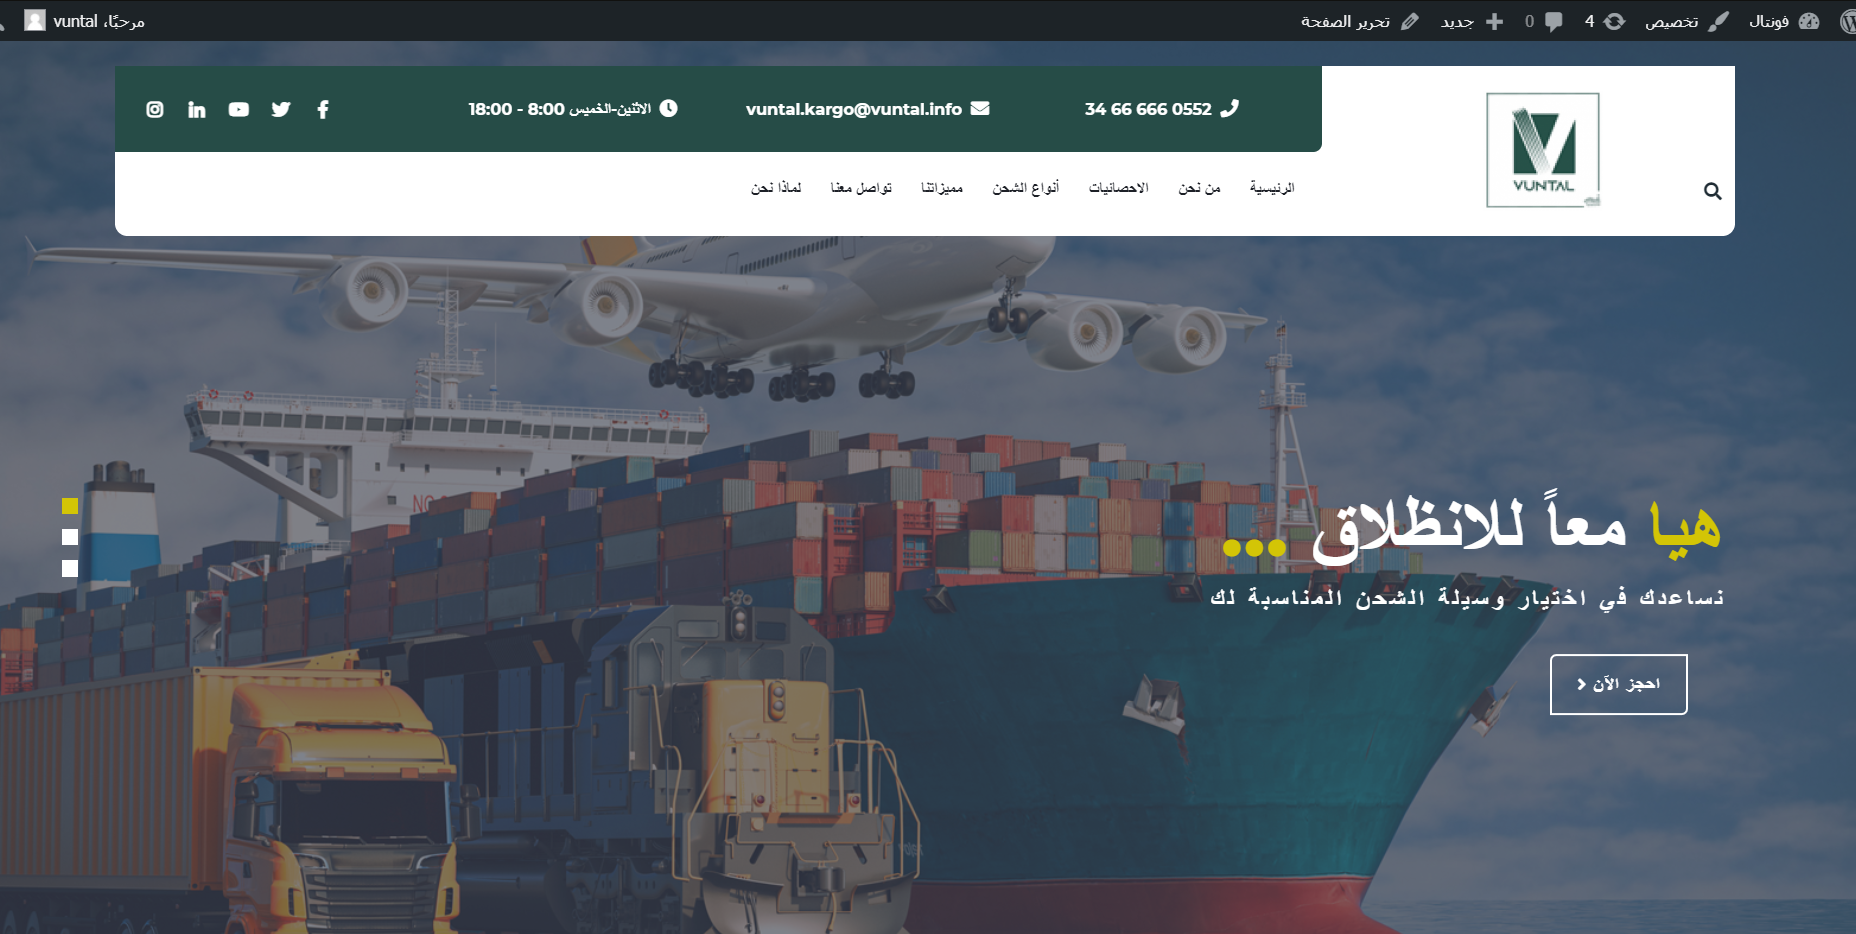 فونتال تخصيص 4 0 جديد تحرير الصفحة
مرحبًا، vuntal
0552 666 66 34
vuntal.kargo@vuntal.info
الاثنين-الخميس 8:00 - 18:00
VUNTAL
الرئيسية من نحن الاحصائيات أنواع الشحن مميزاتنا تواصل معنا لماذا نحن
هيا معاً للانظلاق ...
نساعدك في اختيار وسيلة الشحن المناسبة لك
احجز الآن